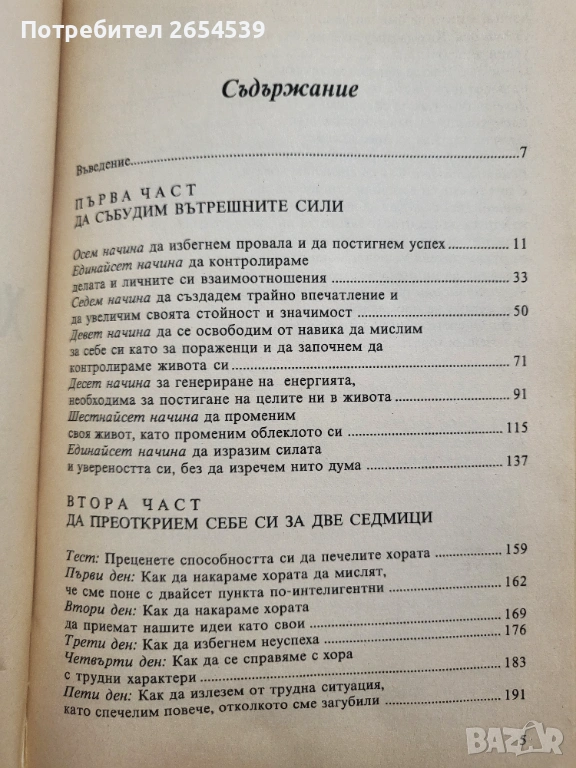 Потребител 2654539
Съдържание
Въведение..........................................................................7
ПЪРВА ЧАСТ
ДА СЪБУДИМ ВЪТРЕШНИТЕ СИЛИ
Осем начина да избегнем провала и да постигнем успех ............ 11
Единайсет начина да контролираме
делата и личните си взаимоотношения ............................... 33
Седем начина да създадем трайно впечатление и
да увеличим своята стойност и значимост .......................... 50
Девет начина да се освободим от навика да мислим
за себе си като за пораженци и да започнем да
контролираме живота си ............................................ 71
Десет начина за генериране на енергията,
необходима за постигане на целите ни в живота .................... 91
Шестнайсет начина да променим
своя живот, като променим облеклото си ........................... 115
Единайсет начина да изразим силата
и увереността си, без да изречем нито дума ....................... 137
ВТОРА ЧАСТ
ДА ПРЕОТКРИЕМ СЕБЕ СИ ЗА ДВЕ СЕДМИЦИ
Тест: Преценете способността си да печелите хората ............... 159
Първи ден: Как да накараме хората да мислят,
че сме поне с двайсет пункта по-интелигентни ..................... 162
Втори ден: Как да накараме хората
да приемат нашите идеи като свои ................................. 169
Трети ден: Как да избегнем неуспеха .............................. 176
Четвърти ден: Как да се справяме с хора
с трудни характери ............................................... 183
Пети ден: Как да излезем от трудна ситуация,
като спечелим повече, отколкото сме загубили ..................... 191
5
BAZAR